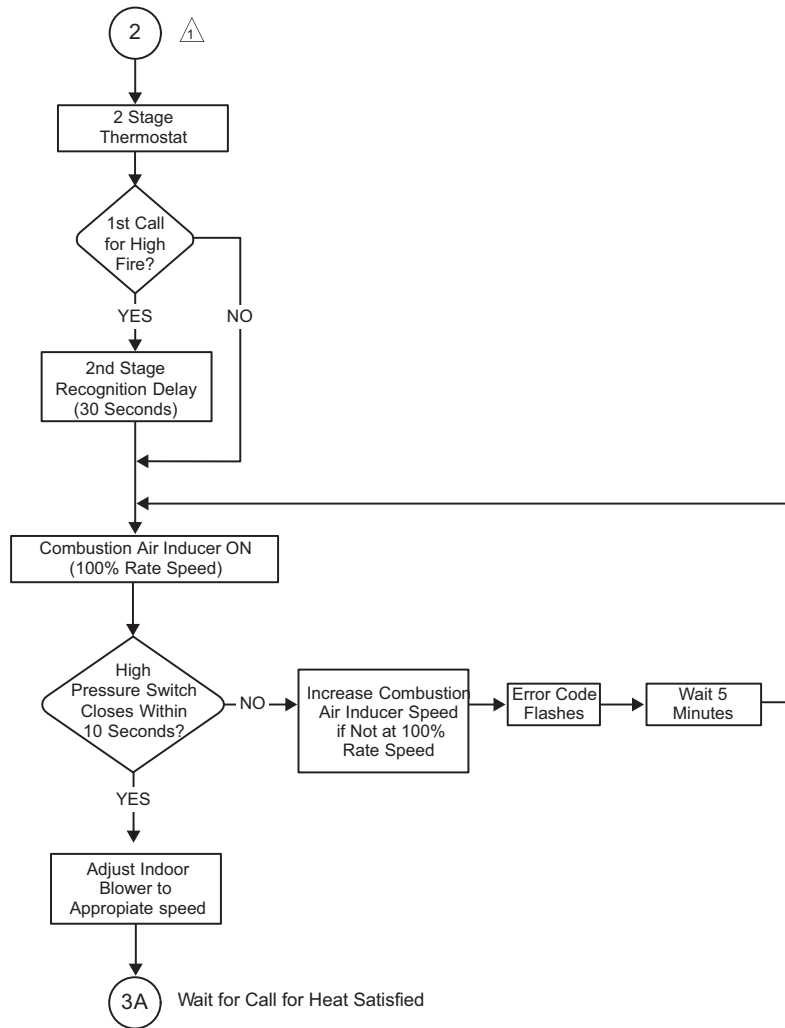 2
1
2 Stage
Thermostat
1st Call
for High
Fire?
YES
NO
2nd Stage
Recognition Delay
(30 Seconds)
Combustion Air Inducer ON
(100% Rate Speed)
High
Pressure Switch
Closes Within
10 Seconds?
NO
Increase Combustion
Air Inducer Speed
if Not at 100%
Rate Speed
Error Code
Flashes
Wait 5
Minutes
YES
Adjust Indoor
Blower to
Appropiate speed
3A
Wait for Call for Heat Satisfied